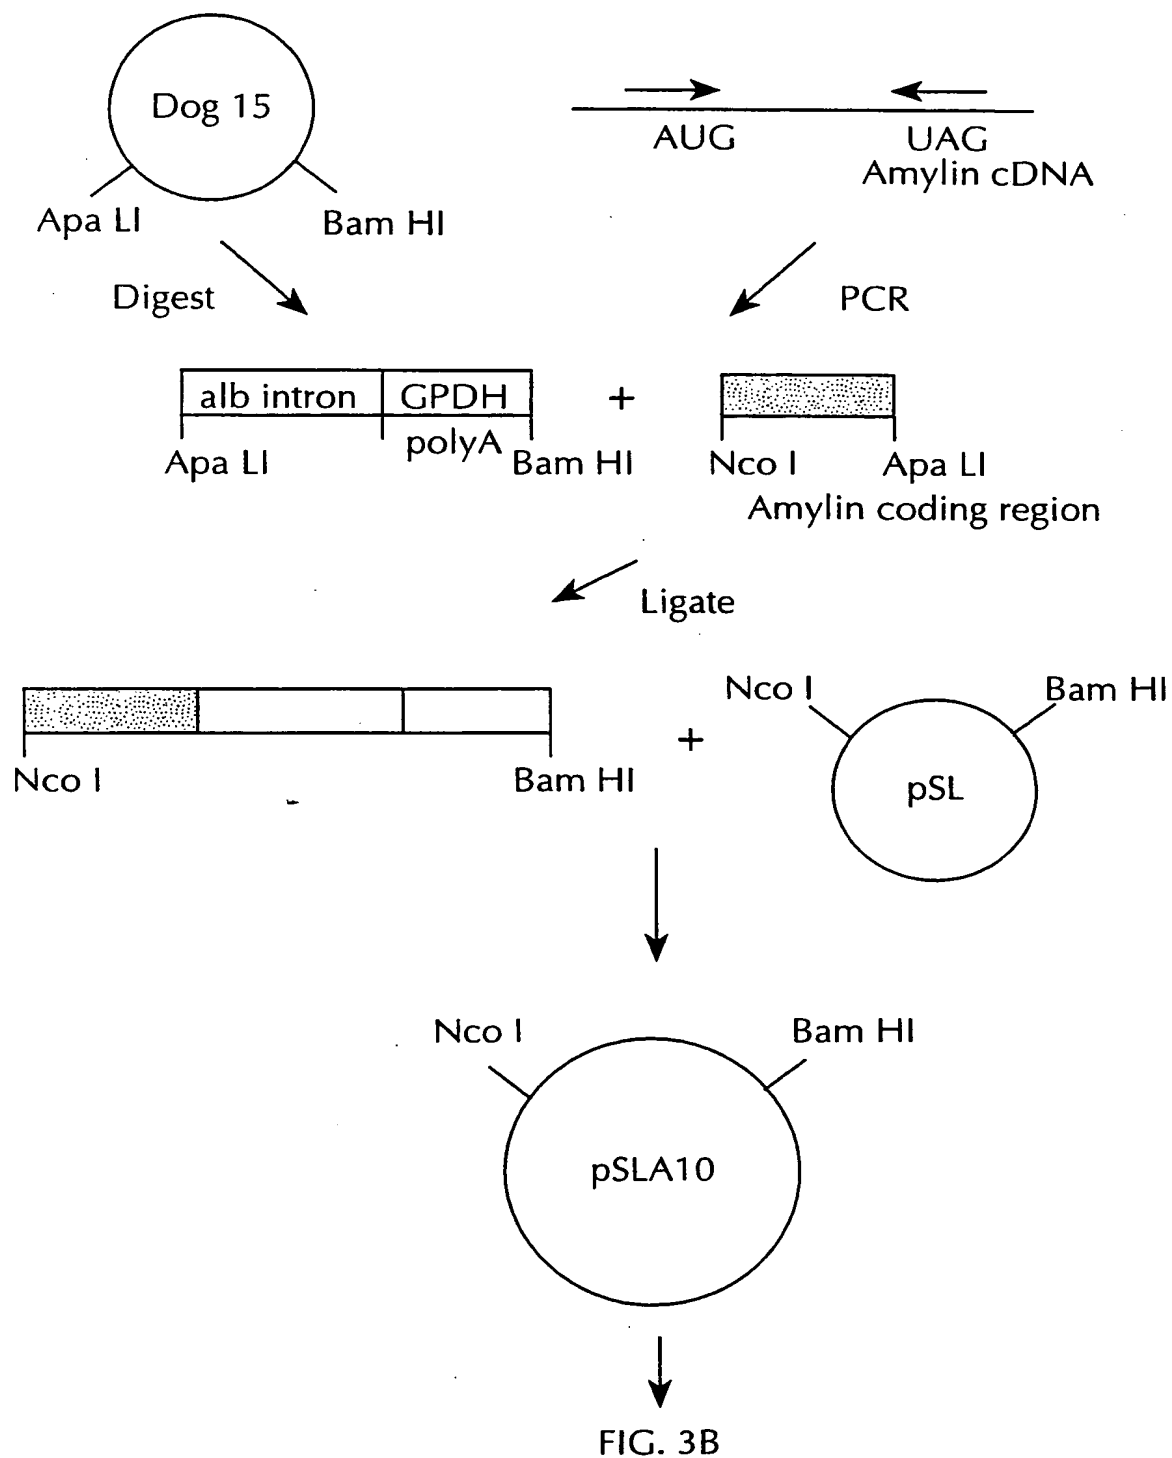 Dog 15
AUG
UAG
Amylin cDNA
Apa LI
Bam HI
Digest
PCR
alb intron
GPDH
+
polyA
Apa LI
Bam HI
Nco I
Apa LI
Amylin coding region
Ligate
Nco I
Bam HI
+
pSL
Nco I
Bam HI
Nco I
Bam HI
pSLA10
FIG. 3B